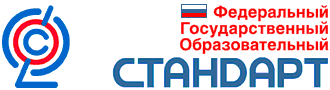 Федеральный
Государственный
Образовательный
СТАНДАРТ